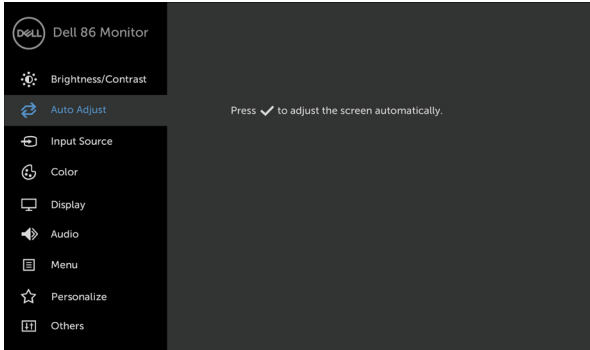 DELL Dell 86 Monitor
Brightness/Contrast
Auto Adjust
Press ✓ to adjust the screen automatically.
Input Source
Color
Display
Audio
Menu
Personalize
Others